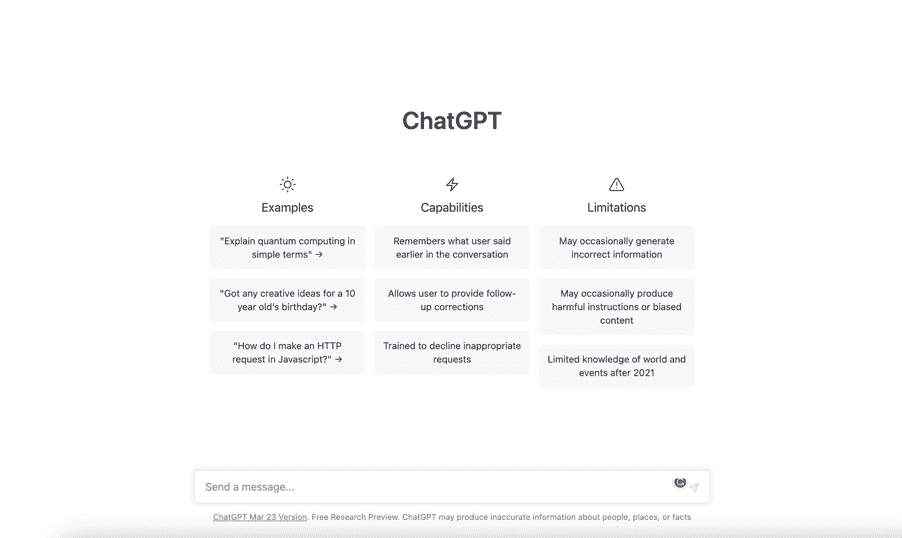 ChatGPT
Examples
"Explain quantum computing in
simple terms" →
"Got any creative ideas for a 10
year old's birthday?" →
"How do I make an HTTP
request in Javascript?" →
Capabilities
Remembers what user said
earlier in the conversation
Allows user to provide follow-
up corrections
Trained to decline inappropriate
requests
Limitations
May occasionally generate
incorrect information
May occasionally produce
harmful instructions or biased
content
Limited knowledge of world and
events after 2021
Send a message...
ChatGPT Mar 23 Version. Free Research Preview. ChatGPT may produce inaccurate information about people, places, or facts